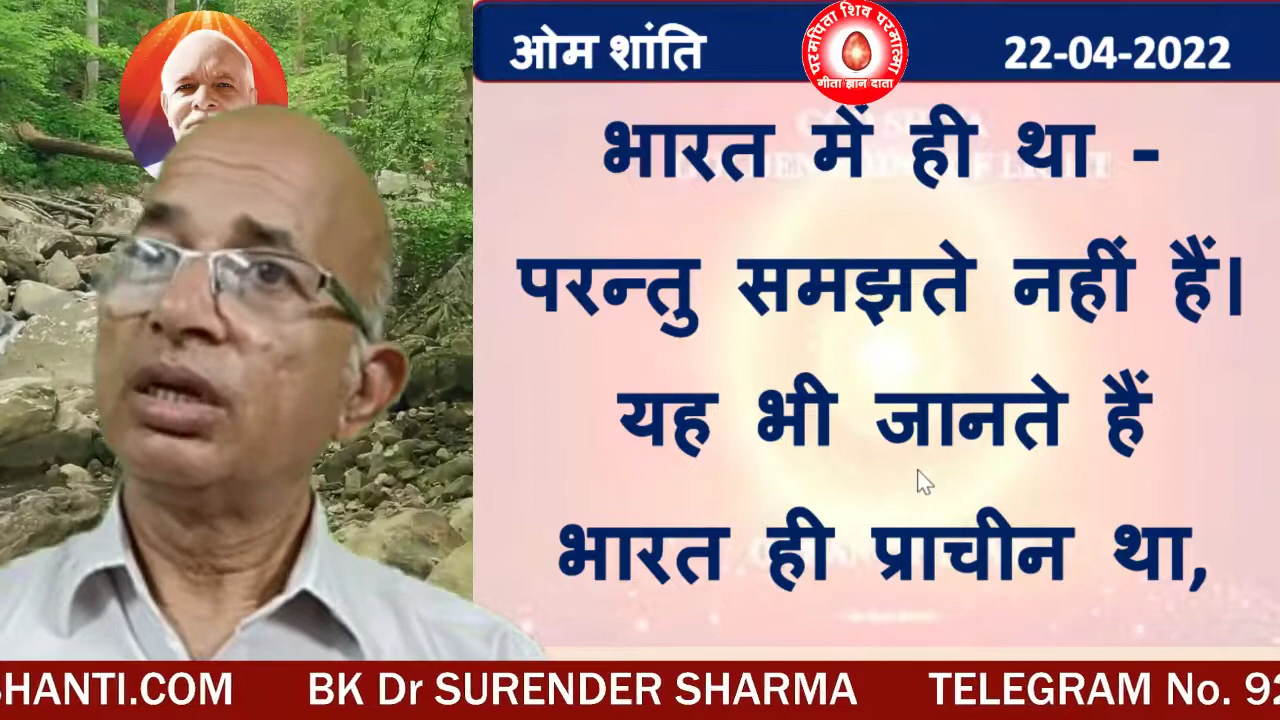 ओम शांति
परमपिता शिव परमात्मा
गीता ज्ञान दाता
22-04-2022
भारत में ही था -
परन्तु समझते नहीं हैं।
यह भी जानते हैं
भारत ही प्राचीन था,
SHANTI.COM BK Dr SURENDER SHARMA TELEGRAM No. 92